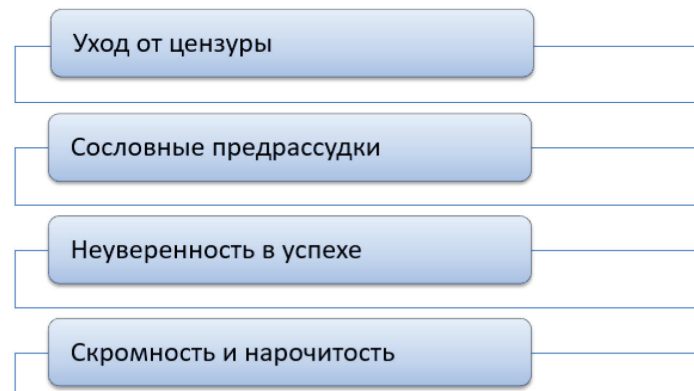 Уход от цензуры
Сословные предрассудки
Неуверенность в успехе
Скромность и нарочитость